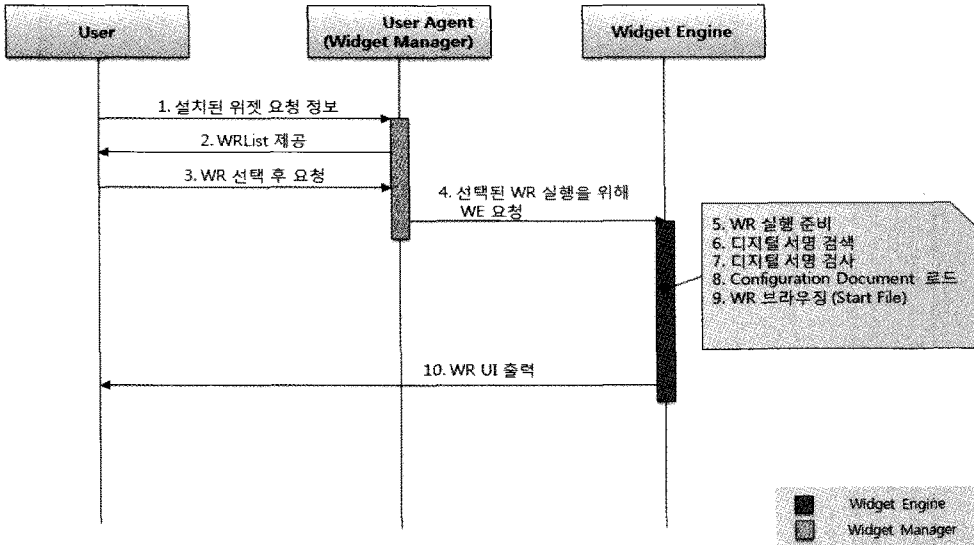 User
User Agent
(Widget Manager)
Widget Engine
1. 설치된 위젯 요청 정보
2. WRList 제공
3. WR 선택 후 요청
4. 선택된 WR 실행을 위해
WE 요청
5. WR 실행 준비
6. 디지털 서명 검색
7. 디지털 서명 검사
8. Configuration Document 로드
9. WR 브라우징 (Start File)
10. WR UI 출력
Widget Engine
Widget Manager